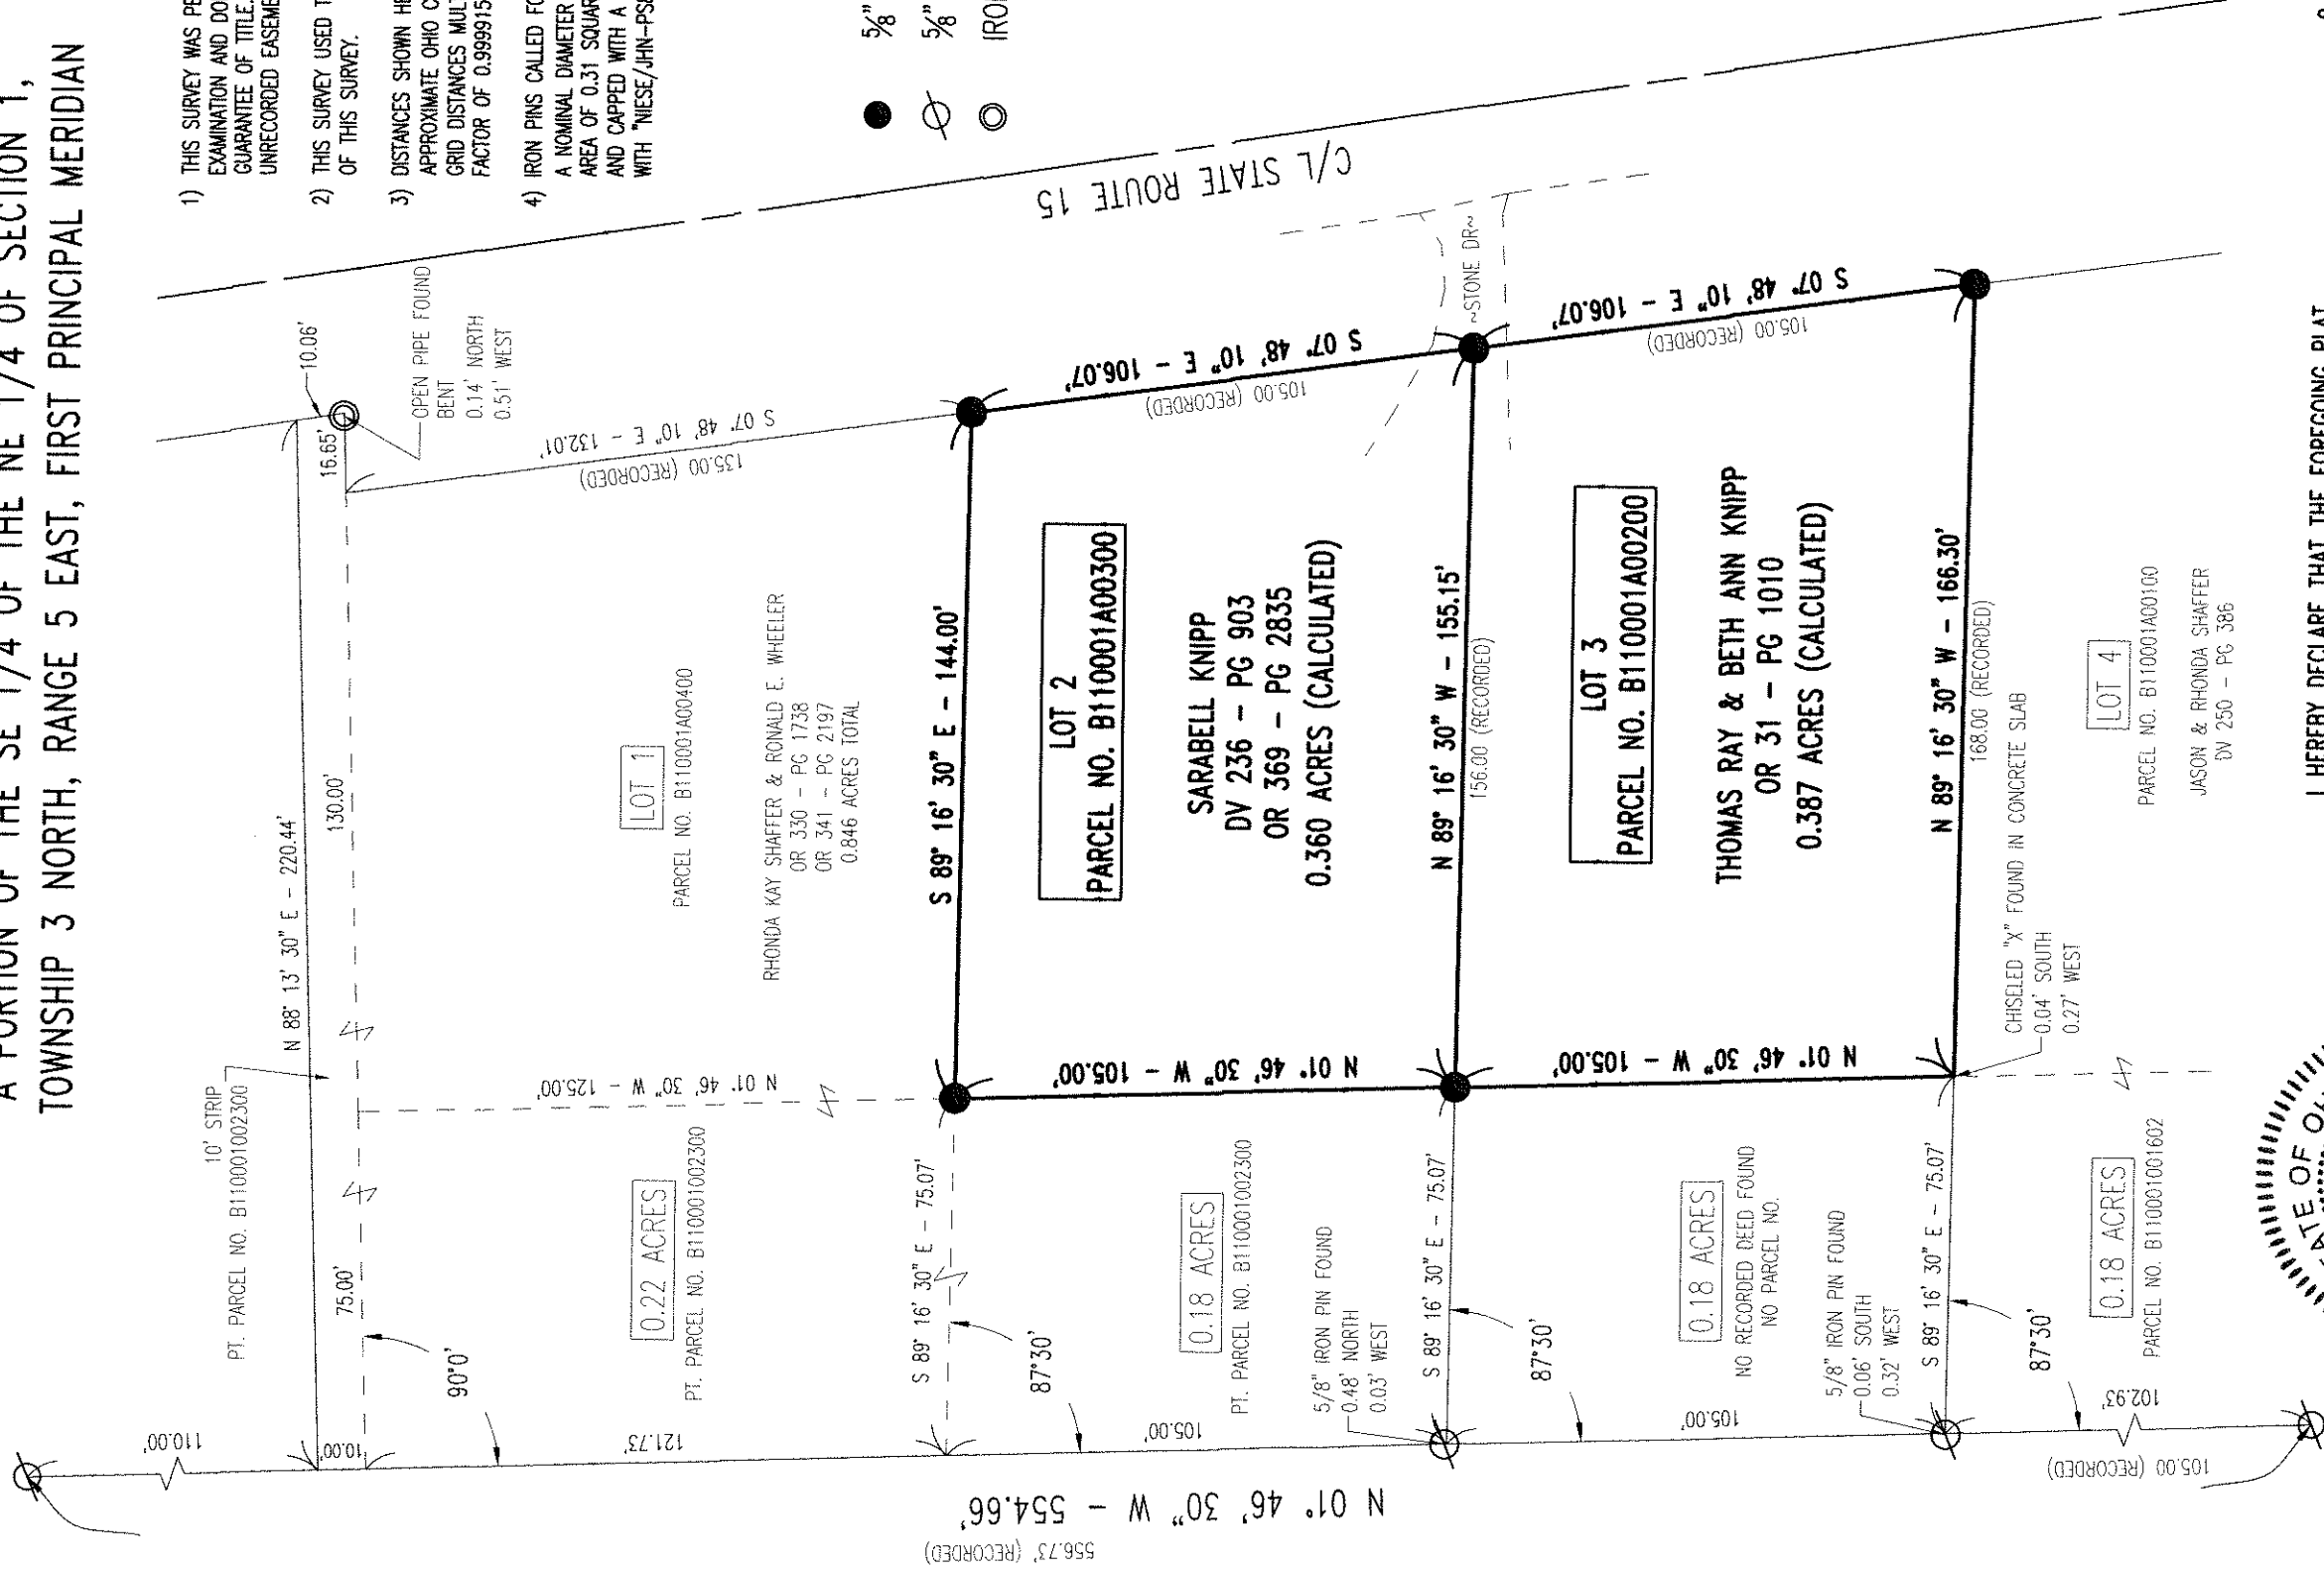 A PORTION OF THE SE 1/4 OF THE NE 1/4 OF SECTION 1,
TOWNSHIP 3 NORTH, RANGE 5 EAST, FIRST PRINCIPAL MERIDIAN
1) THIS SURVEY WAS PE
EXAMINATION AND DO
GUARANTEE OF TITLE.
UNRECORDED EASEME
2) THIS SURVEY USED T
OF THIS SURVEY.
3) DISTANCES SHOWN HE
APPROXIMATE OHIO C
GRID DISTANCES MUL
FACTOR OF 0.9999915
4) IRON PINS CALLED FO
A NOMINAL DIAMETER
AREA OF 0.31 SQUAR
AND CAPPED WITH A
WITH "NIESE/JHN-PS8
5/8"
5/8"
IRO
C/L STATE ROUTE 15
10.06'
OPEN PIPE FOUND
BENT
0.14' NORTH
0.51' WEST
16.65'
N 88° 13' 30" E - 220.44'
130.00'
75.00'
10' STRIP
PT. PARCEL NO. B110001002300
S 07° 48' 10" E - 132.01'
135.00 (RECORDED)
LOT 1
PARCEL NO. B110001A00400
RHONDA KAY SHAFFER & RONALD E. WHEELER
OR 330 - PG 1738
OR 341 - PG 2197
0.846 ACRES TOTAL
N 01° 46' 30" W - 125.00'
0.22 ACRES
PT. PARCEL NO. B110001002300
90°0'
110.00'
10.00'
121.73'
S 89° 16' 30" E - 144.00'
S 89° 16' 30" E - 75.07'
87°30'
S 07° 48' 10" E - 106.07'
105.00 (RECORDED)
LOT 2
PARCEL NO. B110001A00300
SARABELL KNIPP
DV 236 - PG 903
OR 369 - PG 2835
0.360 ACRES (CALCULATED)
N 01° 46' 30" W - 105.00'
0.18 ACRES
PT. PARCEL NO. B110001002300
105.00'
5/8" IRON PIN FOUND
0.48' NORTH
0.03' WEST
~STONE DR~
N 89° 16' 30" W - 155.15'
156.00 (RECORDED)
S 89° 16' 30" E - 75.07'
87°30'
S 07° 48' 10" E - 106.07'
105.00 (RECORDED)
LOT 3
PARCEL NO. B110001A00200
THOMAS RAY & BETH ANN KNIPP
OR 31 - PG 1010
0.387 ACRES (CALCULATED)
N 01° 46' 30" W - 105.00'
0.18 ACRES
NO RECORDED DEED FOUND
NO PARCEL NO.
105.00'
5/8" IRON PIN FOUND
0.06' SOUTH
0.32' WEST
N 89° 16' 30" W - 166.30'
168.00 (RECORDED)
S 89° 16' 30" E - 75.07'
87°30'
CHISELED "X" FOUND IN CONCRETE SLAB
0.04' SOUTH
0.27' WEST
LOT 4
PARCEL NO. B110001A00100
JASON & RHONDA SHAFFER
DV 250 - PG 386
0.18 ACRES
PARCEL NO. B110001001602
102.93'
105.00 (RECORDED)
N 01° 46' 30" W - 554.66'
556.73' (RECORDED)
I HEREBY DECLARE THAT THE FOREGOING PLAT